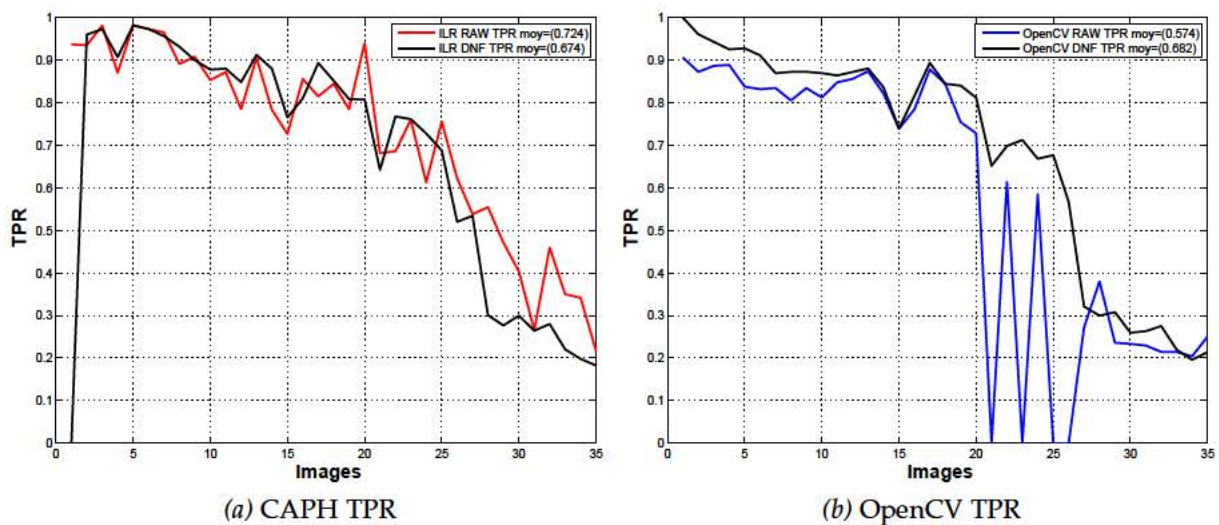 ILR RAW TPR moy=(0.724)
ILR DNF TPR moy=(0.674)
1
0.9
0.8
0.7
0.6
0.5
0.4
0.3
0.2
0.1
0
TPR
0 5 10 15 20 25 30 35
Images
(a) CAPH TPR
OpenCV RAW TPR moy=(0.574)
OpenCV DNF TPR moy=(0.682)
1
0.9
0.8
0.7
0.6
0.5
0.4
0.3
0.2
0.1
0
TPR
0 5 10 15 20 25 30 35
Images
(b) OpenCV TPR